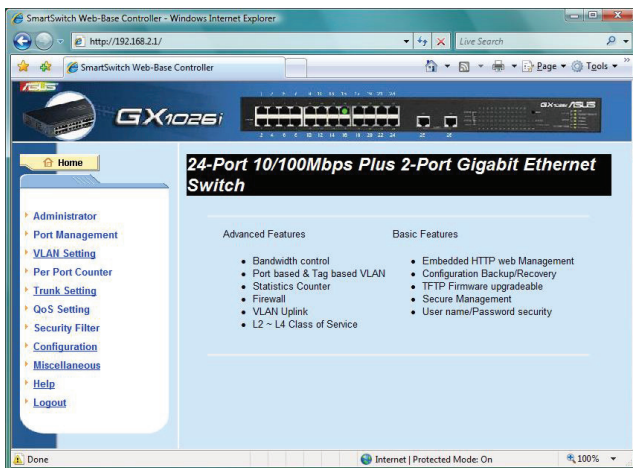 SmartSwitch Web-Base Controller - Windows Internet Explorer
http://192.168.2.1/
Live Search
SmartSwitch Web-Base Controller
Page
Tools
ASUS
GX1026i
ASUS
Home
24-Port 10/100Mbps Plus 2-Port Gigabit Ethernet
Switch
Administrator
Port Management
VLAN Setting
Per Port Counter
Trunk Setting
QoS Setting
Security Filter
Configuration
Miscellaneous
Help
Logout
Advanced Features
• Bandwidth control
• Port based & Tag based VLAN
• Statistics Counter
• Firewall
• VLAN Uplink
• L2 ~ L4 Class of Service
Basic Features
• Embedded HTTP web Management
• Configuration Backup/Recovery
• TFTP Firmware upgradeable
• Secure Management
• User name/Password security
Done
Internet | Protected Mode: On
100%